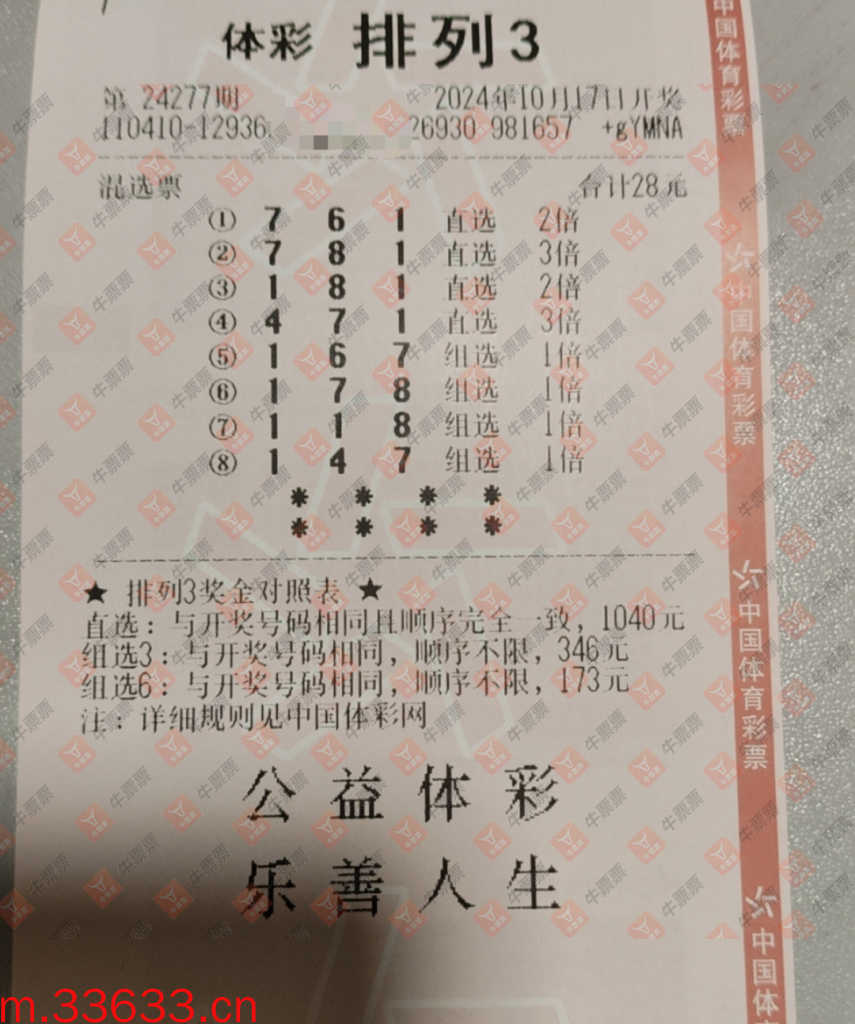 体彩 排列3
第 24277期 2024年10月17日开奖
110410-12936 26930 981657 +gYMNA
混选票 合计28元
① 7 6 1 直选 2倍
② 7 8 1 直选 3倍
③ 1 8 1 直选 2倍
④ 4 7 1 直选 3倍
⑤ 1 6 7 组选 1倍
⑥ 1 7 8 组选 1倍
⑦ 1 1 8 组选 1倍
⑧ 1 4 7 组选 1倍
* * * *
* * * *
★ 排列3奖金对照表 ★
直选：与开奖号码相同且顺序完全一致，1040元
组选3：与开奖号码相同，顺序不限，346元
组选6：与开奖号码相同，顺序不限，173元
注：详细规则见中国体彩网
公益体彩
乐善人生
中国体育彩票
中国体育彩票
中国体育彩票
中国体
牛票票
m.33633.cn